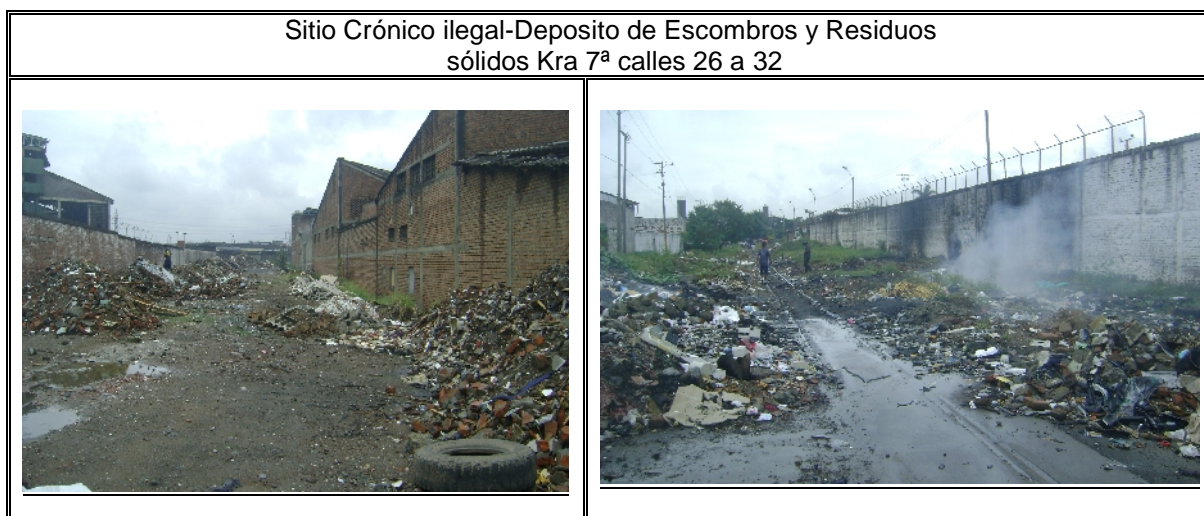 Sitio Crónico ilegal-Deposito de Escombros y Residuos
sólidos Kra 7ª calles 26 a 32